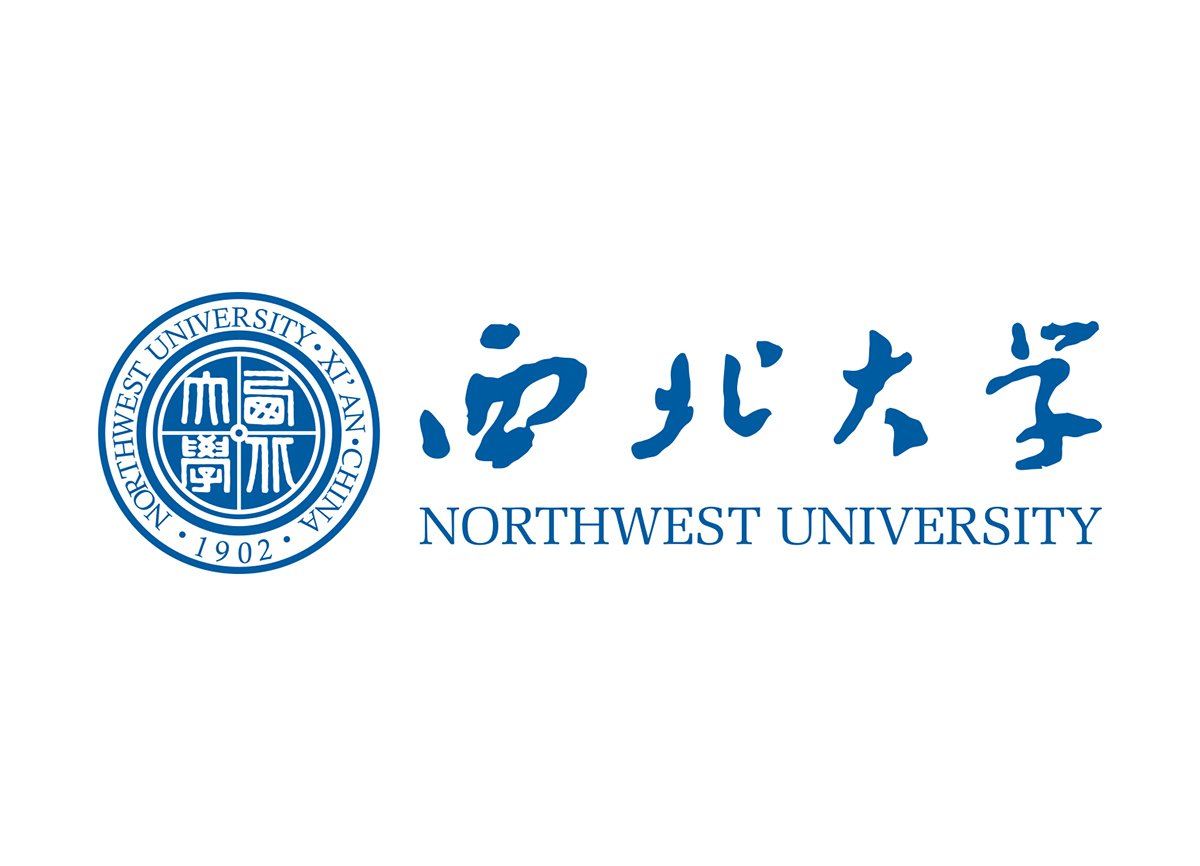 NORTHWEST UNIVERSITY · XI'AN · CHINA
· 1902 ·
西北
大學
西北大学
NORTHWEST UNIVERSITY